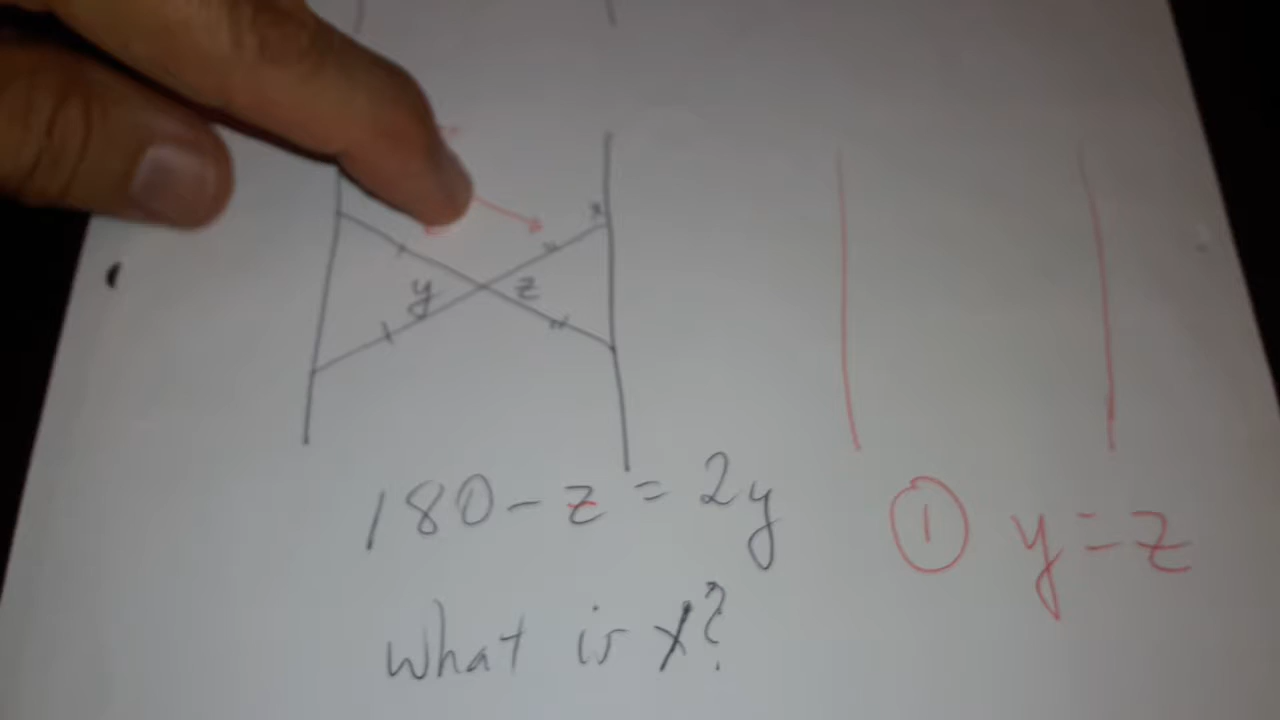 x
y z
180 - z = 2y
① y = z
what is x?